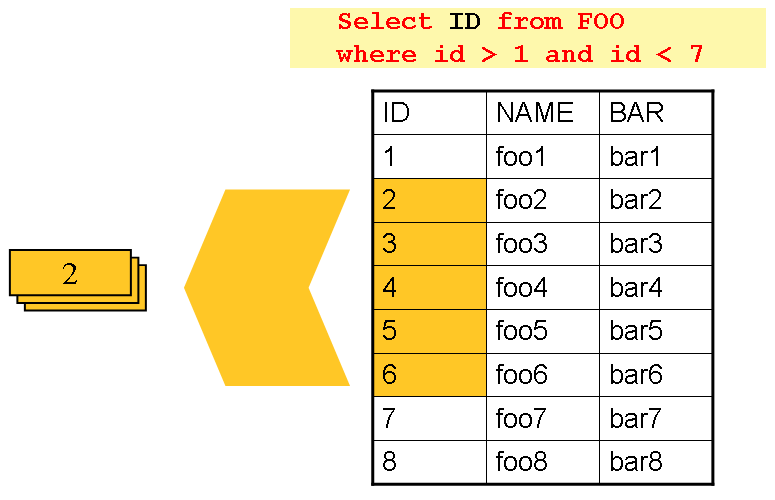 Select ID from FOO
where id > 1 and id < 7
ID NAME BAR
1 foo1 bar1
2 foo2 bar2
3 foo3 bar3
4 foo4 bar4
5 foo5 bar5
6 foo6 bar6
7 foo7 bar7
8 foo8 bar8
2